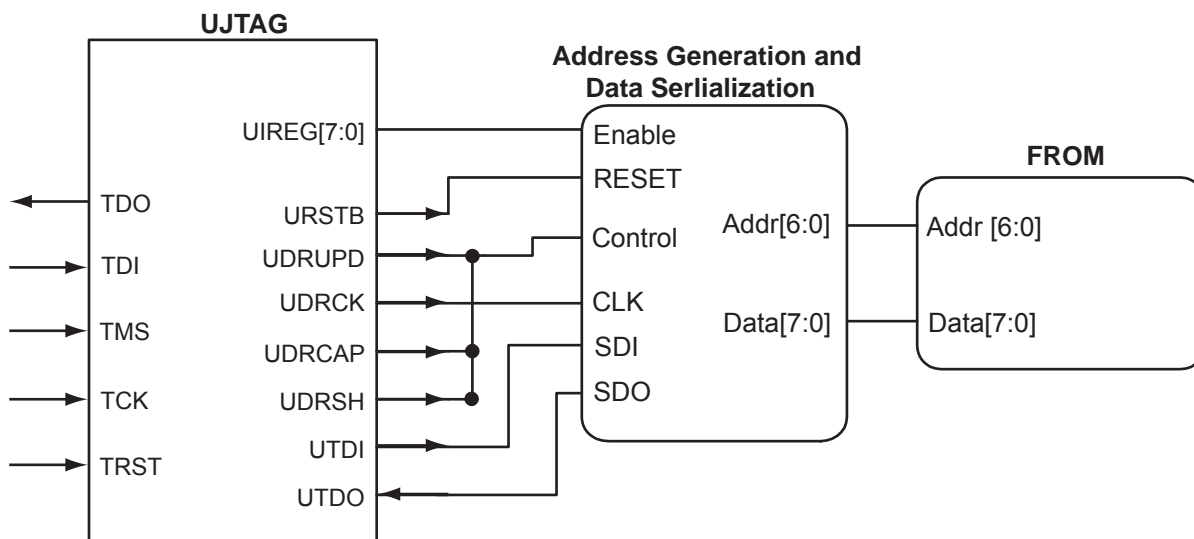 UJTAG
TDO
TDI
TMS
TCK
TRST
UIREG[7:0]
URSTB
UDRUPD
UDRCK
UDRCAP
UDRSH
UTDI
UTDO
Address Generation and
Data Serlialization
Enable
RESET
Control
CLK
SDI
SDO
Addr[6:0]
Data[7:0]
FROM
Addr [6:0]
Data[7:0]